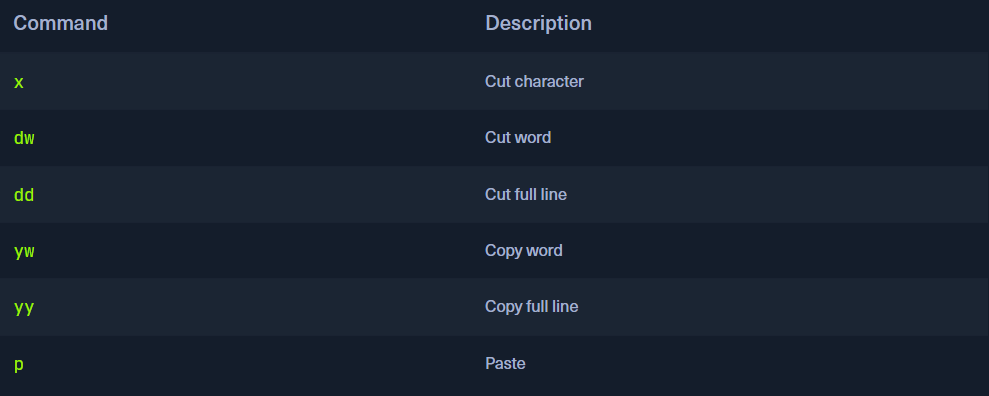 Command Description
x Cut character
dw Cut word
dd Cut full line
yw Copy word
yy Copy full line
p Paste